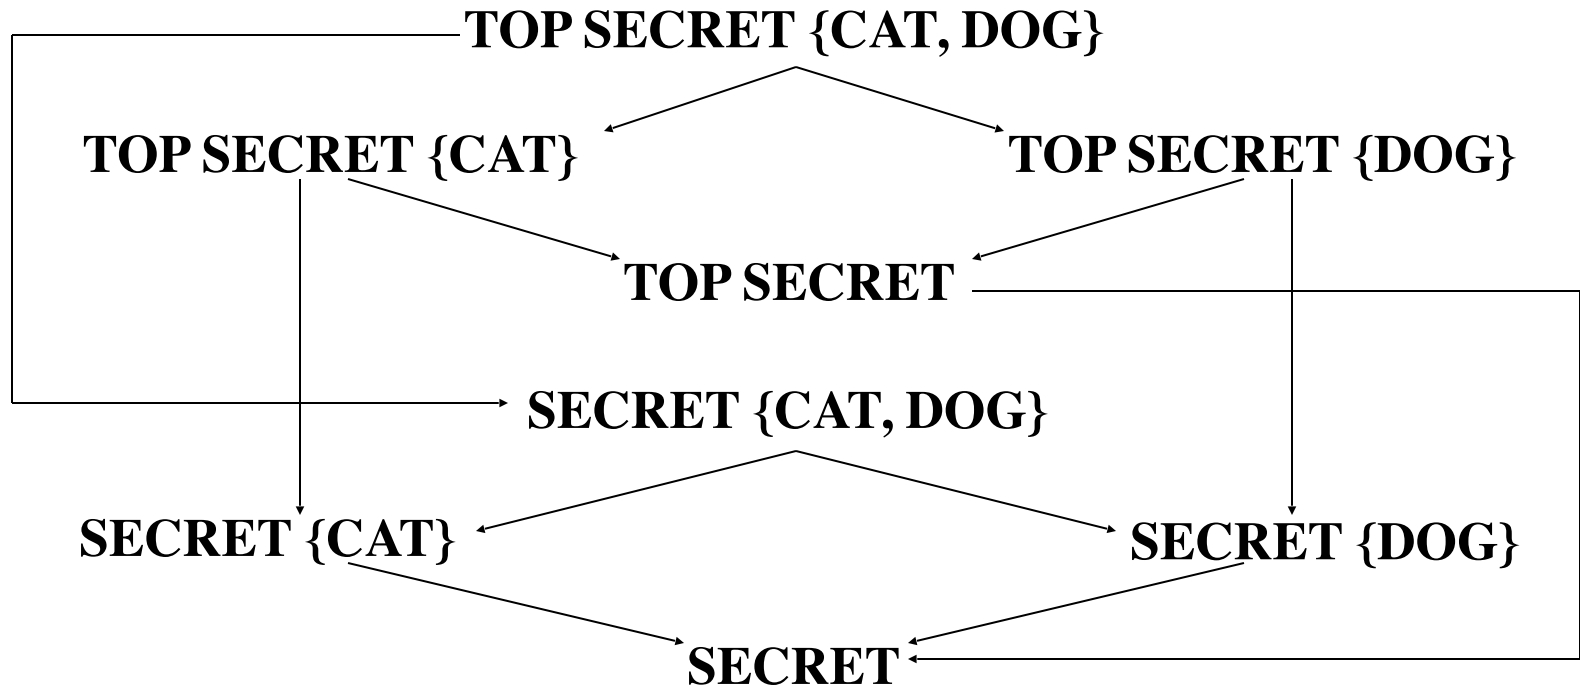 TOP SECRET {CAT, DOG}
TOP SECRET {CAT}
TOP SECRET {DOG}
TOP SECRET
SECRET {CAT, DOG}
SECRET {CAT}
SECRET {DOG}
SECRET